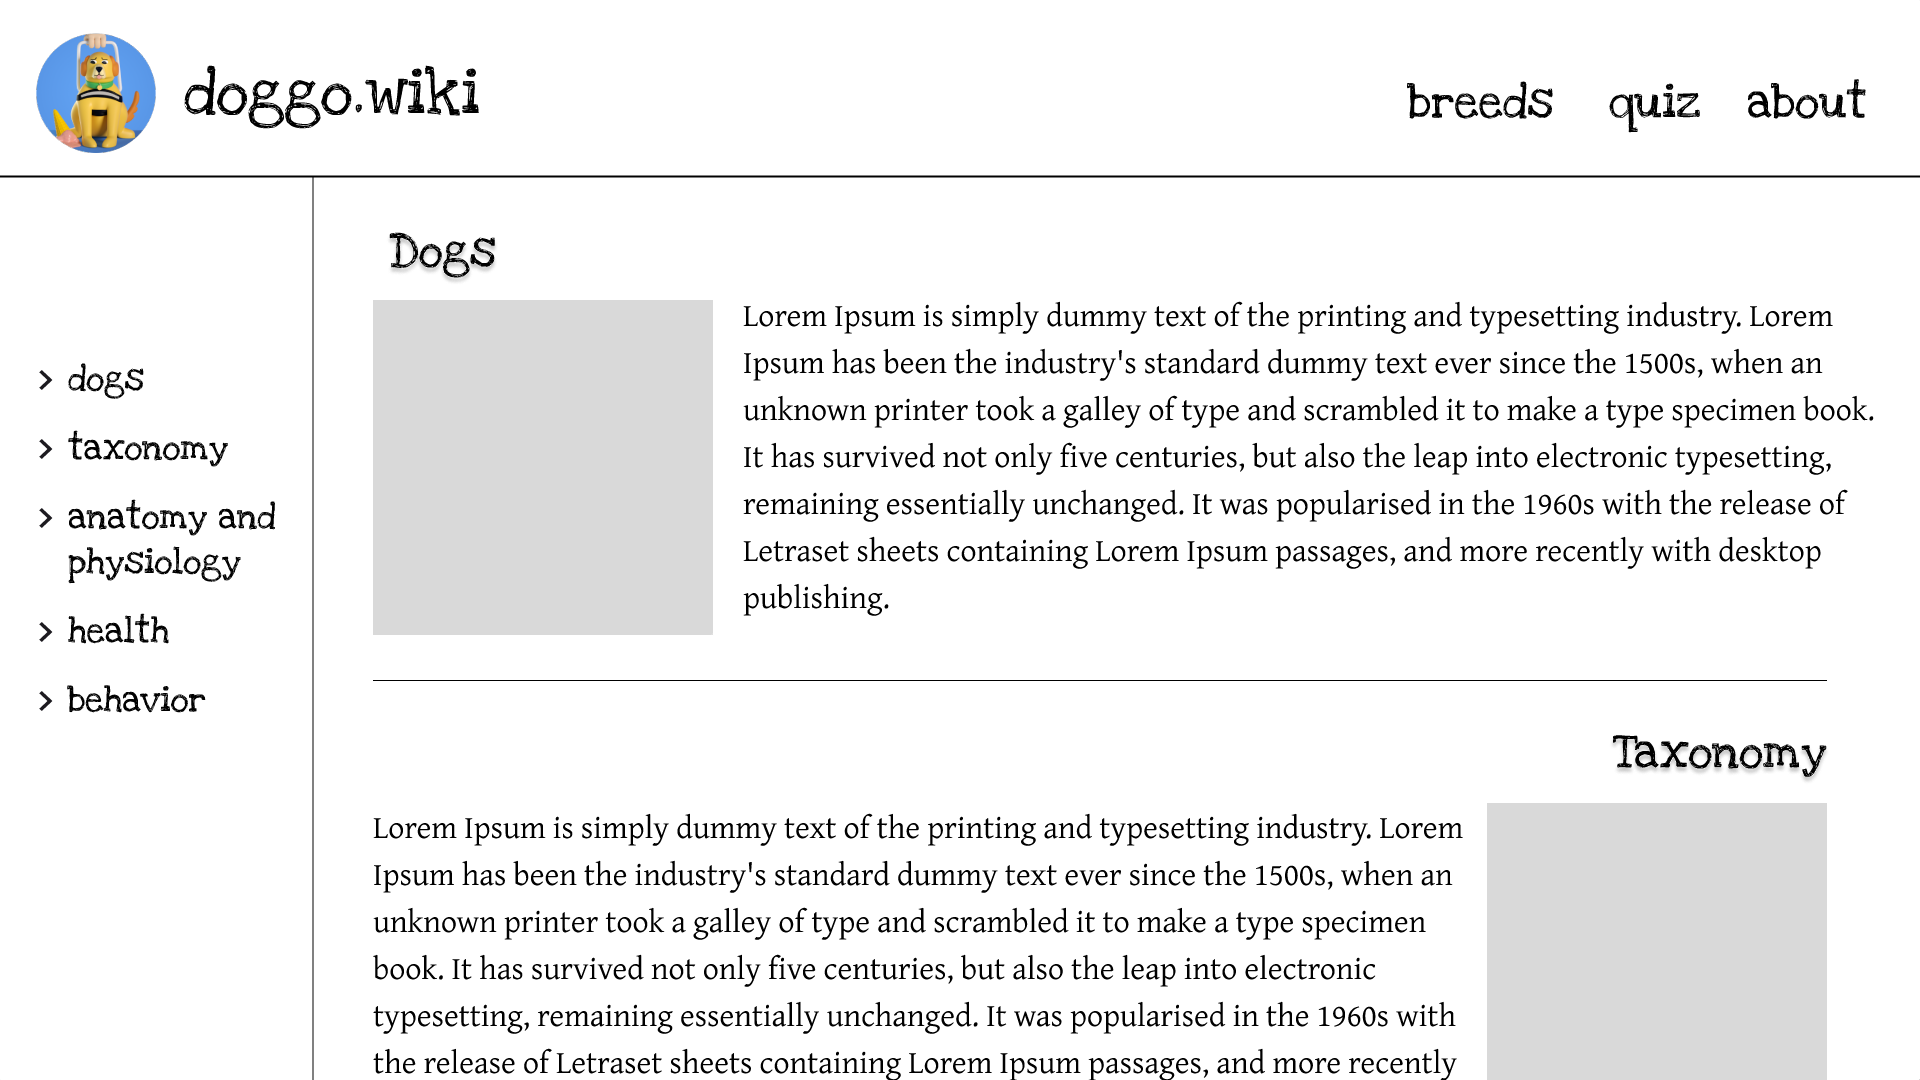 doggo.wiki
breeds quiz about
> dogs
> taxonomy
> anatomy and
physiology
> health
> behavior
Dogs
Lorem Ipsum is simply dummy text of the printing and typesetting industry. Lorem
Ipsum has been the industry's standard dummy text ever since the 1500s, when an
unknown printer took a galley of type and scrambled it to make a type specimen book.
It has survived not only five centuries, but also the leap into electronic typesetting,
remaining essentially unchanged. It was popularised in the 1960s with the release of
Letraset sheets containing Lorem Ipsum passages, and more recently with desktop
publishing.
Taxonomy
Lorem Ipsum is simply dummy text of the printing and typesetting industry. Lorem
Ipsum has been the industry's standard dummy text ever since the 1500s, when an
unknown printer took a galley of type and scrambled it to make a type specimen
book. It has survived not only five centuries, but also the leap into electronic
typesetting, remaining essentially unchanged. It was popularised in the 1960s with
the release of Letraset sheets containing Lorem Ipsum passages, and more recently